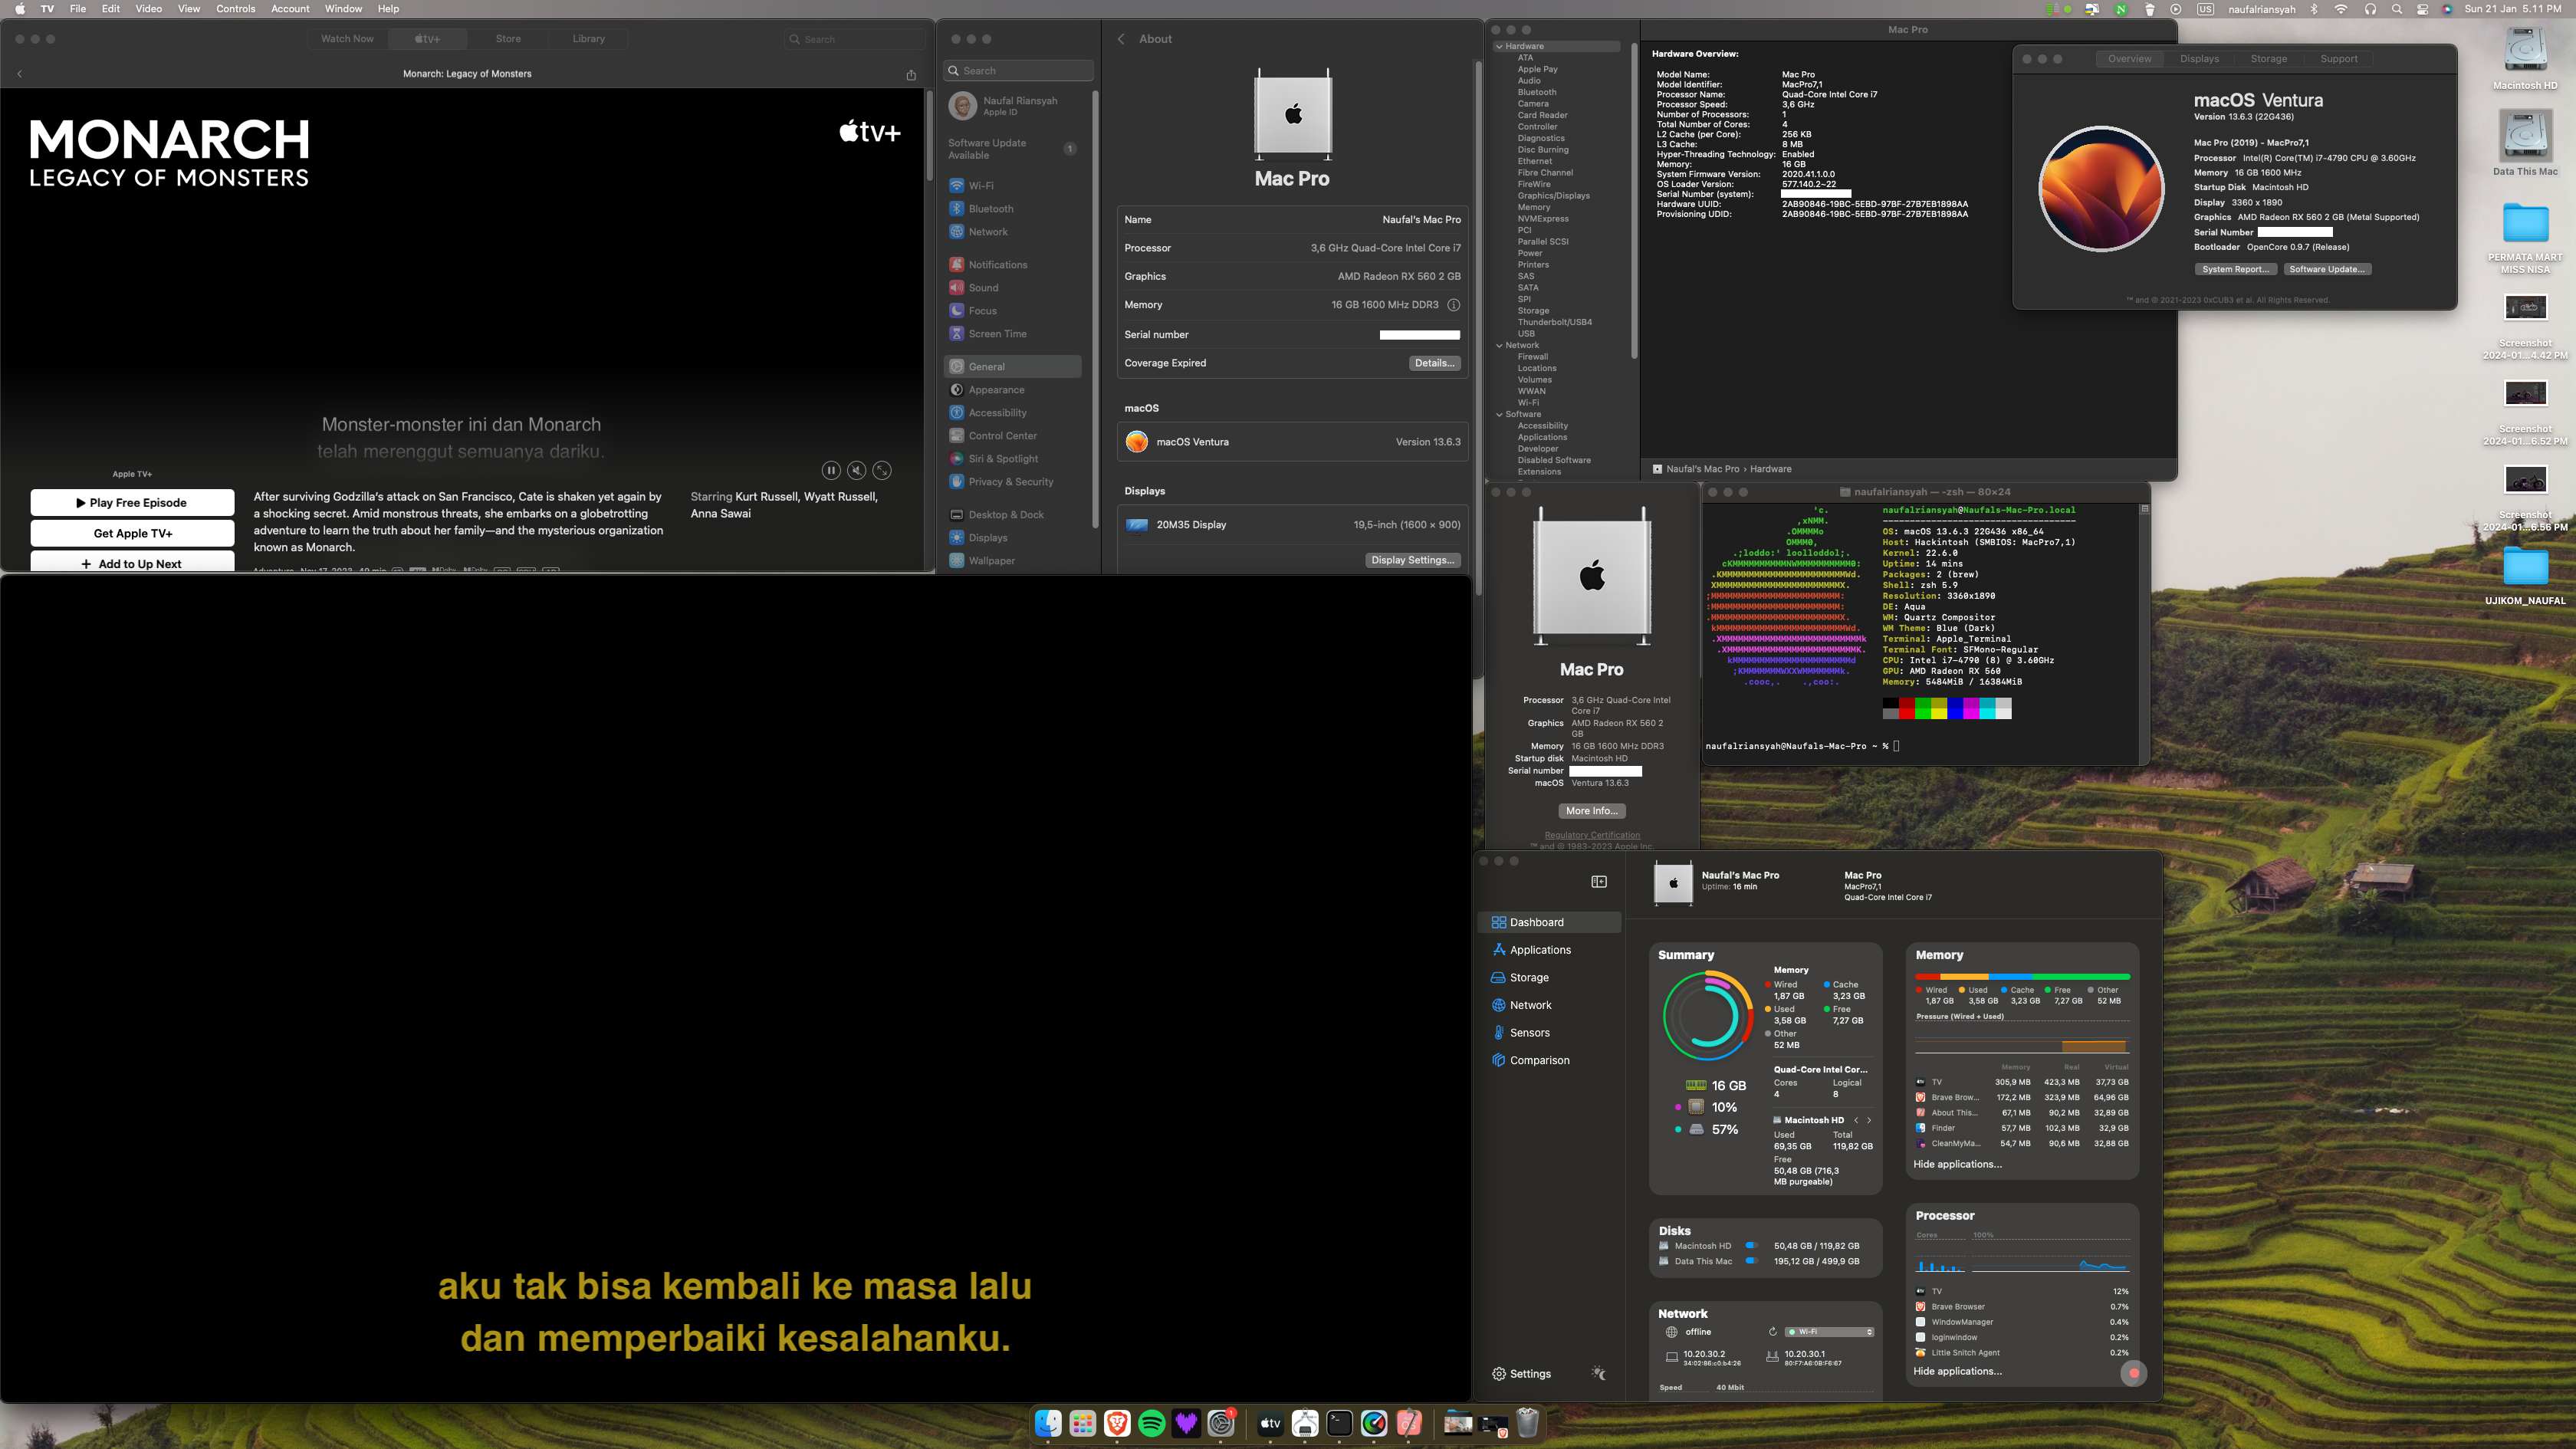 TV File Edit Video View Controls Account Window Help
US naufalriansyah Sun 21 Jan 5.11 PM
Watch Now tv+ Store Library Search
Monarch: Legacy of Monsters
MONARCH
LEGACY OF MONSTERS
tv+
Monster-monster ini dan Monarch
telah merenggut semuanya dariku.
Apple TV+
Play Free Episode
Get Apple TV+
+ Add to Up Next
After surviving Godzilla's attack on San Francisco, Cate is shaken yet again by
a shocking secret. Amid monstrous threats, she embarks on a globetrotting
adventure to learn the truth about her family—and the mysterious organization
known as Monarch.
Starring Kurt Russell, Wyatt Russell,
Anna Sawai
aku tak bisa kembali ke masa lalu
dan memperbaiki kesalahanku.
Search
Naufal Riansyah
Apple ID
Software Update
Available 1
Wi-Fi
Bluetooth
Network
Notifications
Sound
Focus
Screen Time
General
Appearance
Accessibility
Control Center
Siri & Spotlight
Privacy & Security
Desktop & Dock
Displays
Wallpaper
About
Mac Pro
Name Naufal's Mac Pro
Processor 3,6 GHz Quad-Core Intel Core i7
Graphics AMD Radeon RX 560 2 GB
Memory 16 GB 1600 MHz DDR3
Serial number
Coverage Expired Details...
macOS
macOS Ventura Version 13.6.3
Displays
20M35 Display 19,5-inch (1600 × 900)
Display Settings...
Mac Pro
Hardware
ATA
Apple Pay
Audio
Bluetooth
Camera
Card Reader
Controller
Diagnostics
Disc Burning
Ethernet
Fibre Channel
FireWire
Graphics/Displays
Memory
NVMExpress
PCI
Parallel SCSI
Power
Printers
SAS
SATA
SPI
Storage
Thunderbolt/USB4
USB
Network
Firewall
Locations
Volumes
WWAN
Wi-Fi
Software
Accessibility
Applications
Developer
Disabled Software
Extensions
Hardware Overview:
Model Name: Mac Pro
Model Identifier: MacPro7,1
Processor Name: Quad-Core Intel Core i7
Processor Speed: 3,6 GHz
Number of Processors: 1
Total Number of Cores: 4
L2 Cache (per Core): 256 KB
L3 Cache: 8 MB
Hyper-Threading Technology: Enabled
Memory: 16 GB
System Firmware Version: 2020.41.1.0.0
OS Loader Version: 577.140.2~22
Serial Number (system):
Hardware UUID: 2AB90846-19BC-5EBD-97BF-27B7EB1898AA
Provisioning UDID: 2AB90846-19BC-5EBD-97BF-27B7EB1898AA
Naufal's Mac Pro › Hardware
Overview Displays Storage Support
macOS Ventura
Version 13.6.3 (22G436)
Mac Pro (2019) - MacPro7,1
Processor Intel(R) Core(TM) i7-4790 CPU @ 3.60GHz
Memory 16 GB 1600 MHz
Startup Disk Macintosh HD
Display 3360 x 1890
Graphics AMD Radeon RX 560 2 GB (Metal Supported)
Serial Number
Bootloader OpenCore 0.9.7 (Release)
System Report... Software Update...
™ and © 2021-2023 0xCUB3 et al. All Rights Reserved.
Macintosh HD
Data This Mac
PERMATA MART
MISS NISA
Screenshot
2024-01...4.42 PM
Screenshot
2024-01...6.52 PM
Screenshot
2024-01...6.56 PM
UJIKOM_NAUFAL
Mac Pro
Processor 3,6 GHz Quad-Core Intel
Core i7
Graphics AMD Radeon RX 560 2
GB
Memory 16 GB 1600 MHz DDR3
Startup disk Macintosh HD
Serial number
macOS Ventura 13.6.3
More Info...
Regulatory Certification
™ and © 1983-2023 Apple Inc.
naufalriansyah — -zsh — 80×24
naufalriansyah@Naufals-Mac-Pro.local
OS: macOS 13.6.3 22G436 x86_64
Host: Hackintosh (SMBIOS: MacPro7,1)
Kernel: 22.6.0
Uptime: 14 mins
Packages: 2 (brew)
Shell: zsh 5.9
Resolution: 3360x1890
DE: Aqua
WM: Quartz Compositor
WM Theme: Blue (Dark)
Terminal: Apple_Terminal
Terminal Font: SFMono-Regular
CPU: Intel i7-4790 (8) @ 3.60GHz
GPU: AMD Radeon RX 560
Memory: 5484MiB / 16384MiB
naufalriansyah@Naufals-Mac-Pro ~ %
Dashboard
Applications
Storage
Network
Sensors
Comparison
Settings
Naufal's Mac Pro
Uptime: 16 min
Mac Pro
MacPro7,1
Quad-Core Intel Core i7
Summary
Memory
Wired Cache
1,87 GB 3,23 GB
Used Free
3,58 GB 7,27 GB
Other
52 MB
16 GB
10%
57%
Quad-Core Intel Cor...
Cores Logical
4 8
Macintosh HD
Used Total
69,35 GB 119,82 GB
Free
50,48 GB (716,3
MB purgeable)
Disks
Macintosh HD 50,48 GB / 119,82 GB
Data This Mac 195,12 GB / 499,9 GB
Network
offline Wi-Fi
10.20.30.2 10.20.30.1
34:02:86:c0:b4:26 80:F7:A6:0B:F6:67
Speed 40 Mbit
Memory
Wired Used Cache Free Other
1,87 GB 3,58 GB 3,23 GB 7,27 GB 52 MB
Pressure (Wired + Used)
Memory Real Virtual
TV 305,9 MB 423,3 MB 37,73 GB
Brave Brow... 172,2 MB 323,9 MB 64,96 GB
About This... 67,1 MB 90,2 MB 32,89 GB
Finder 57,7 MB 102,3 MB 32,9 GB
CleanMyMa... 54,7 MB 90,6 MB 32,88 GB
Hide applications...
Processor
Cores 100%
TV 12%
Brave Browser 0.7%
WindowManager 0.4%
loginwindow 0.2%
Little Snitch Agent 0.2%
Hide applications...
tv